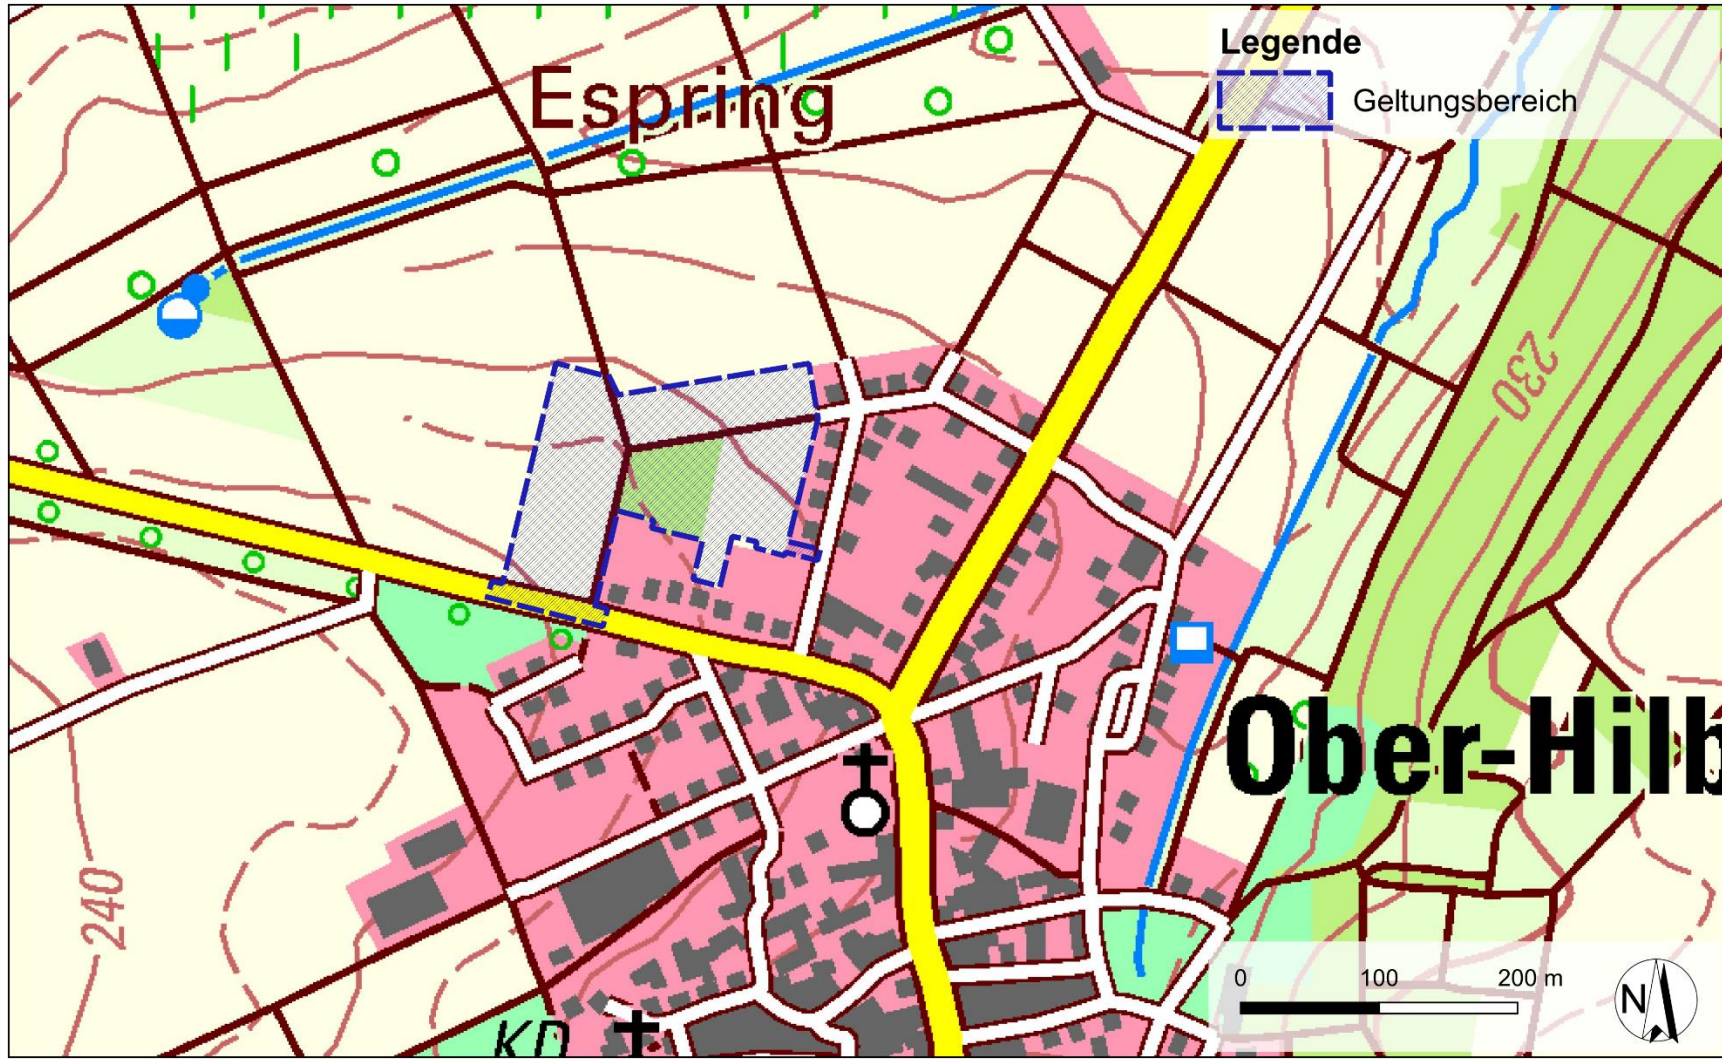 Legende
Geltungsbereich
Espring
230
Ober-Hilb
240
KD
0 100 200 m
N